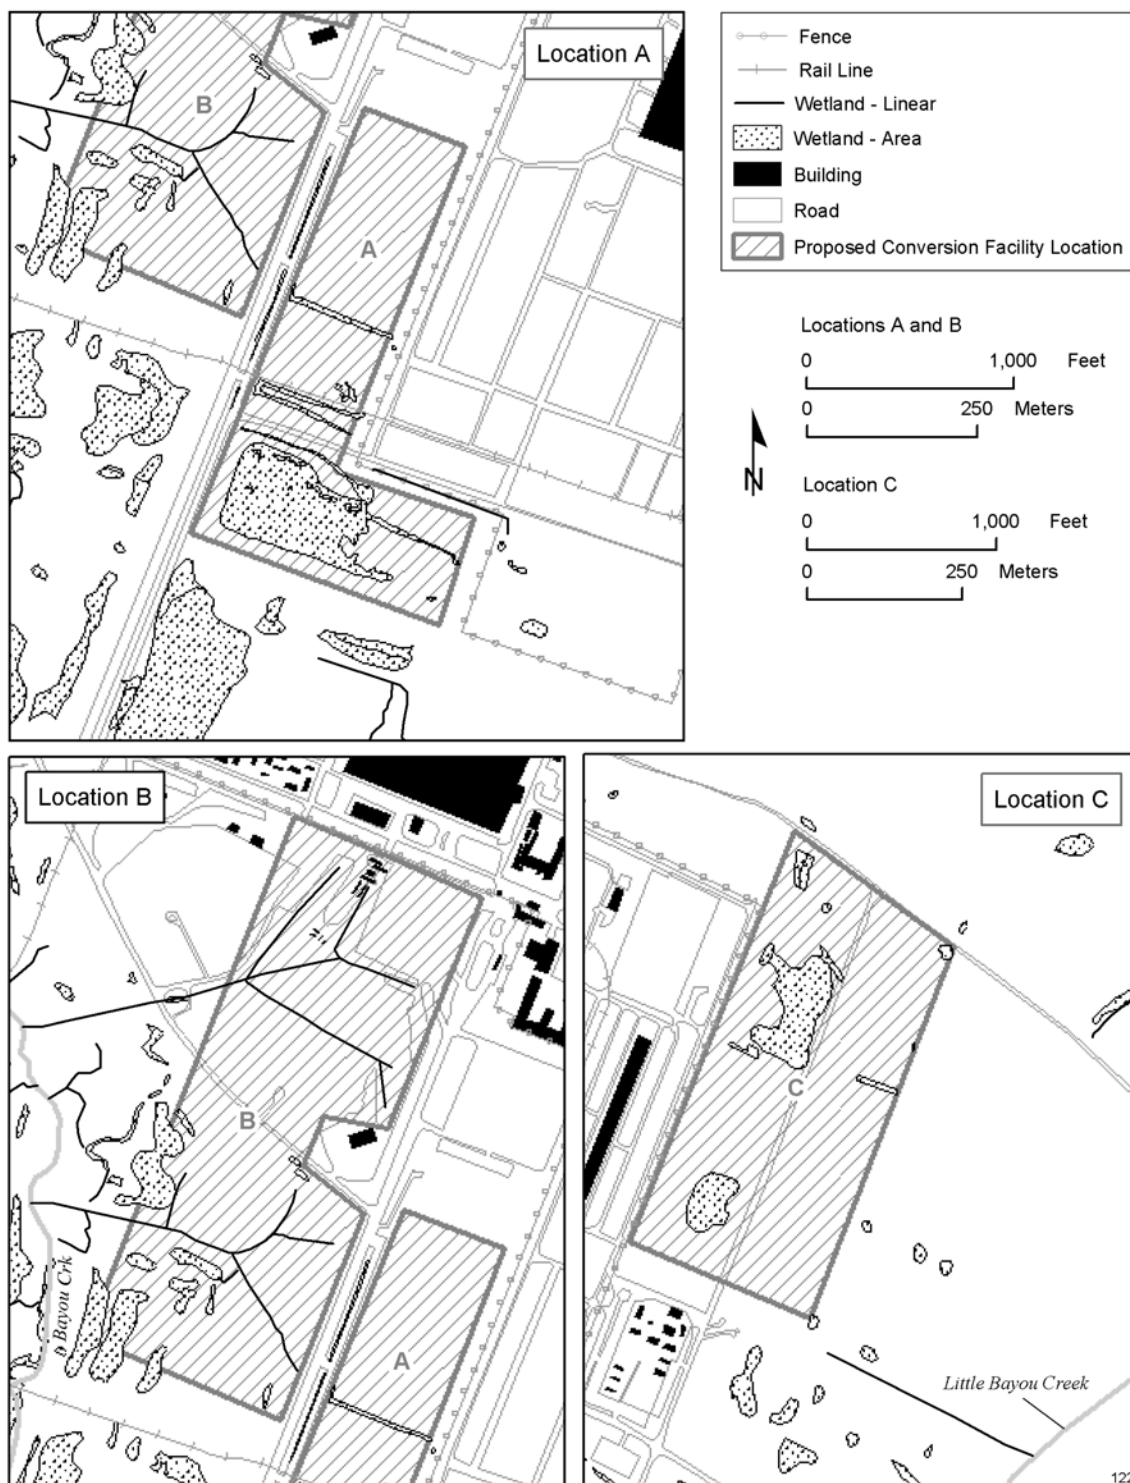 Location A
B
A
Fence
Rail Line
Wetland - Linear
Wetland - Area
Building
Road
Proposed Conversion Facility Location
Locations A and B
0 1,000 Feet
0 250 Meters
N
Location C
0 1,000 Feet
0 250 Meters
Location B
B
A
Bayou Crk
Location C
C
Little Bayou Creek